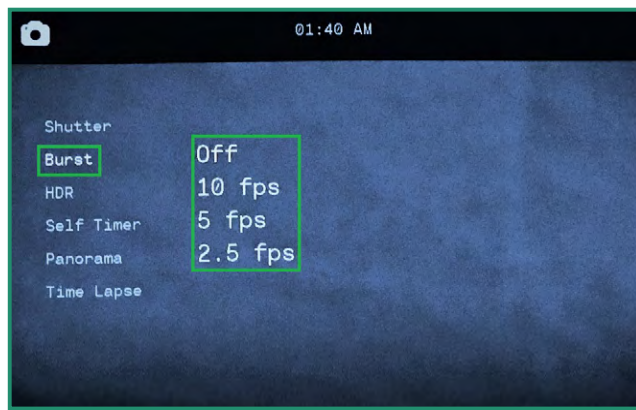 01:40 AM
Shutter
Burst
HDR
Self Timer
Panorama
Time Lapse
Off
10 fps
5 fps
2.5 fps